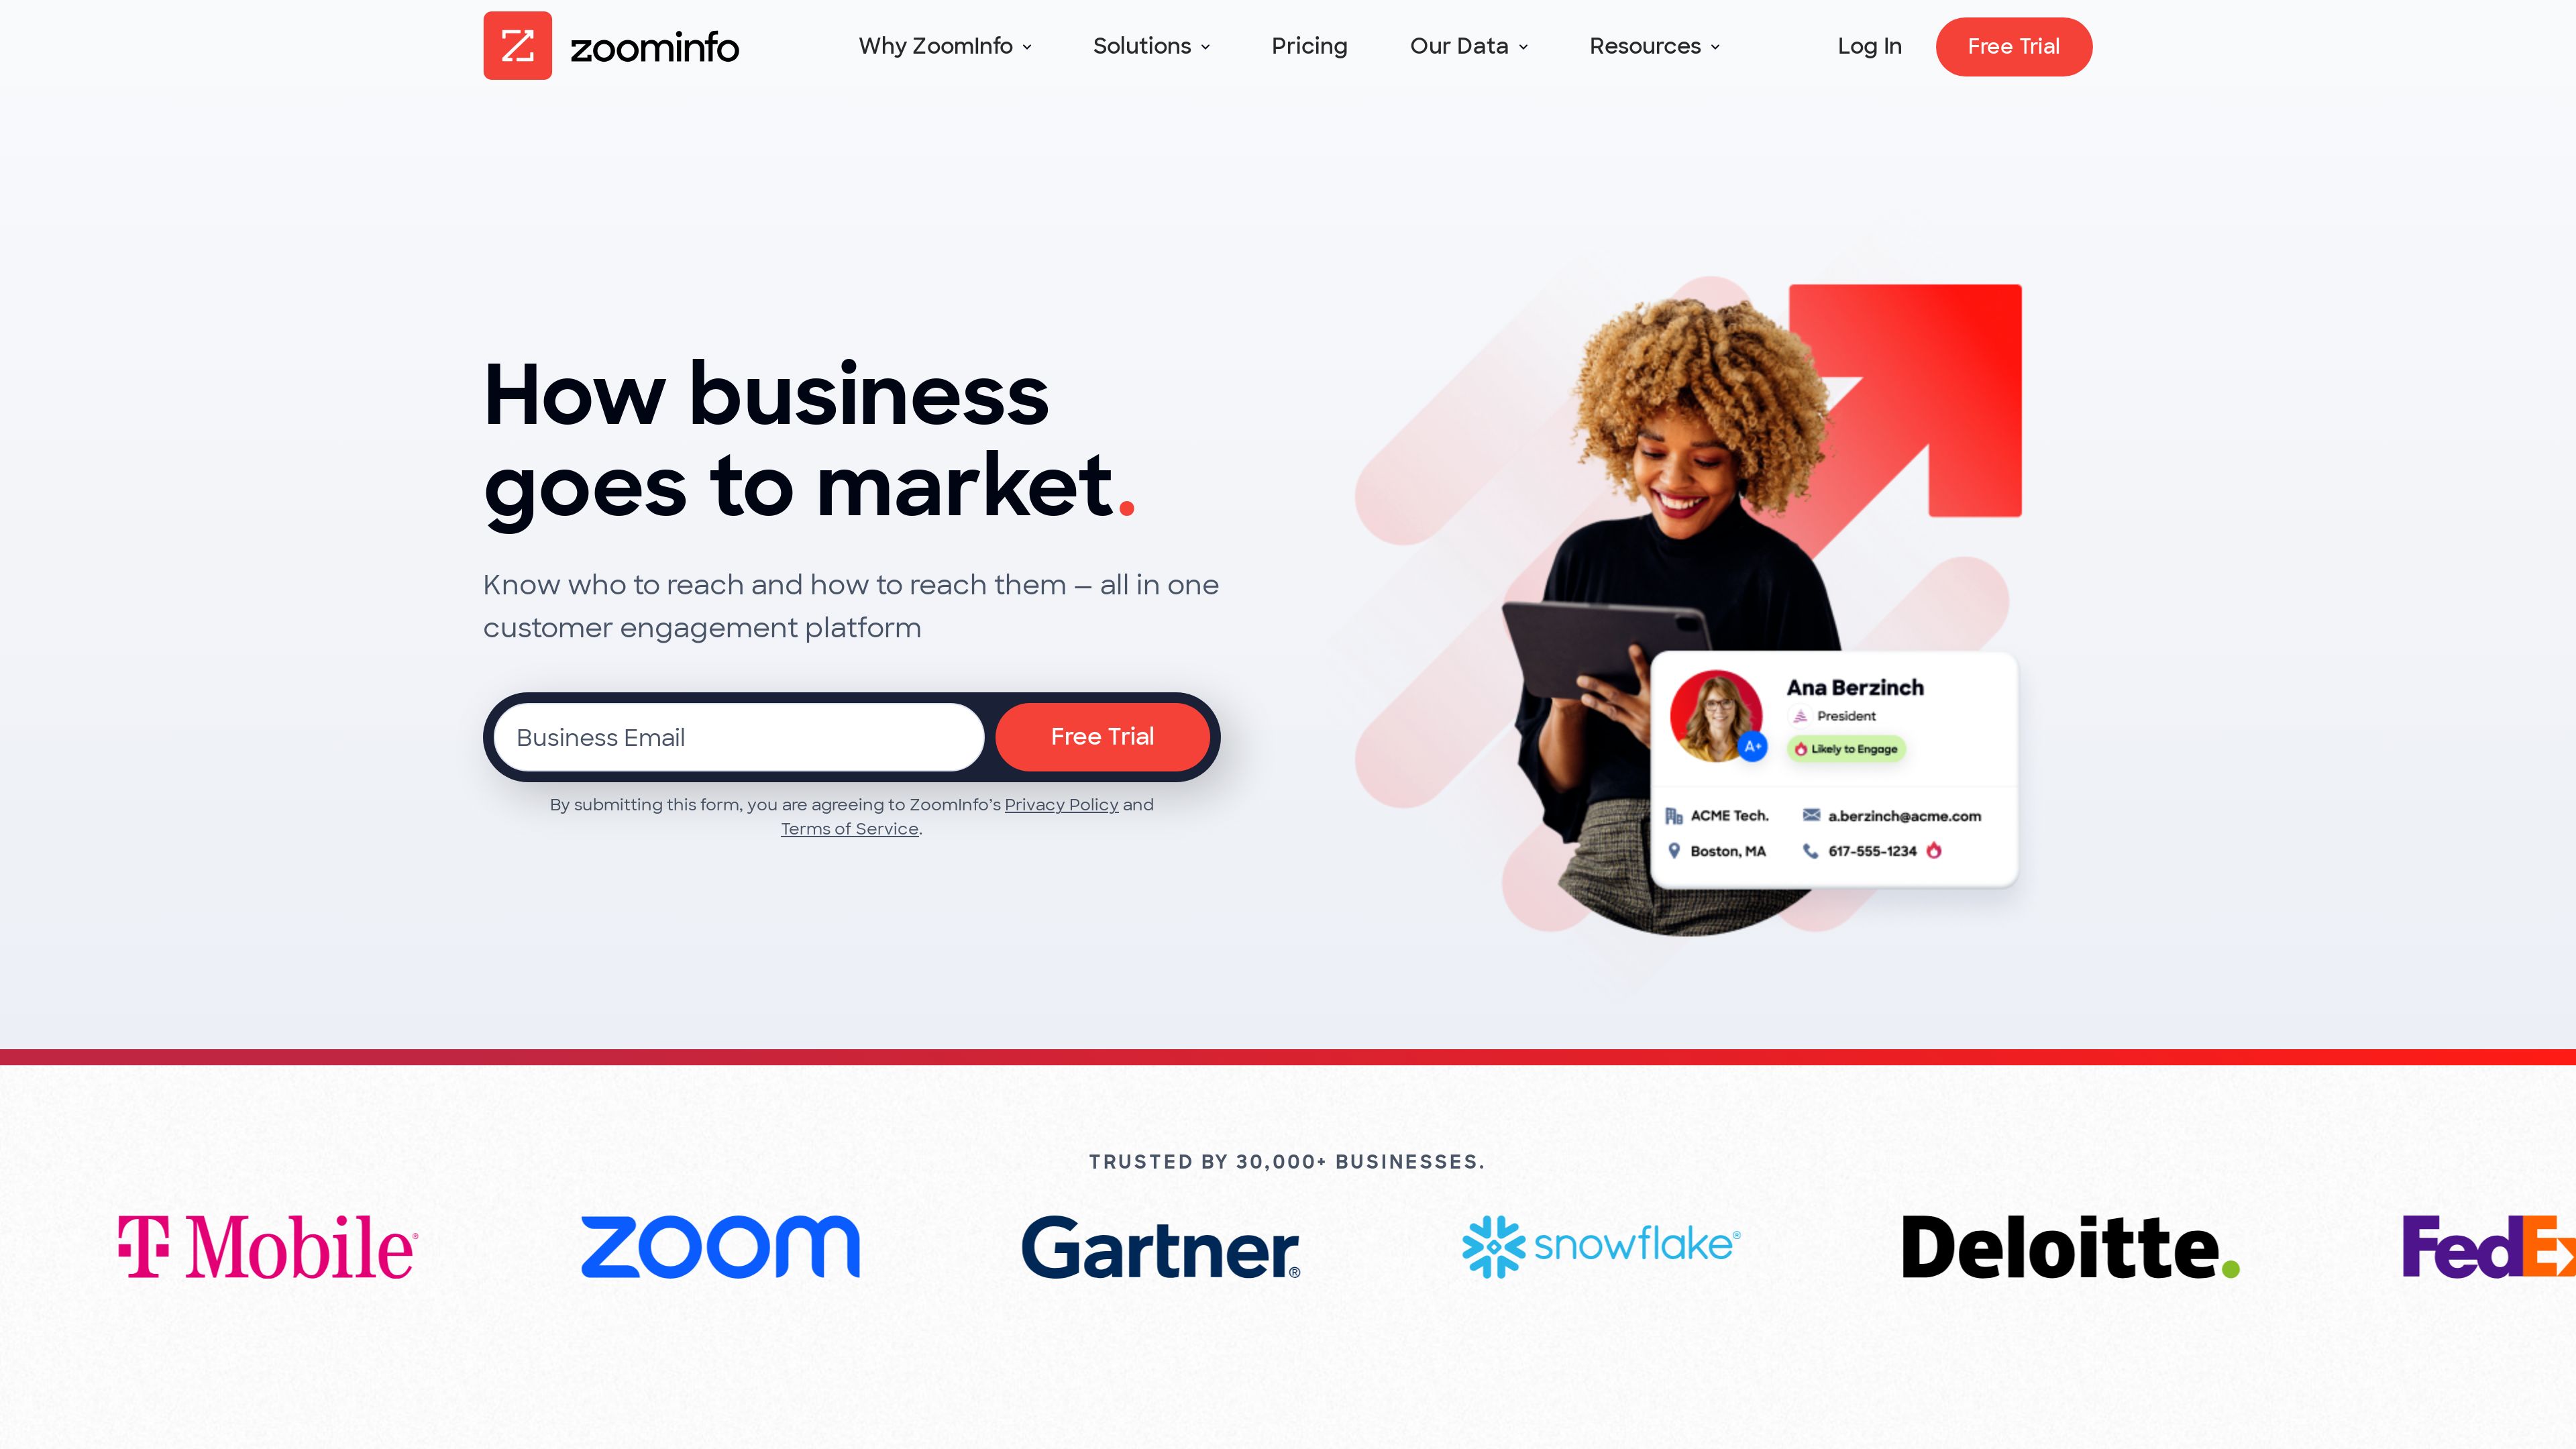 zoominfo
Why ZoomInfo
Solutions
Pricing
Our Data
Resources
Log In
Free Trial
How business
goes to market.
Know who to reach and how to reach them — all in one
customer engagement platform
Business Email
Free Trial
By submitting this form, you are agreeing to ZoomInfo’s Privacy Policy and
Terms of Service.
Ana Berzinch
President
A+
Likely to Engage
ACME Tech.
a.berzinch@acme.com
Boston, MA
617-555-1234
TRUSTED BY 30,000+ BUSINESSES.
T Mobile®
zoom
Gartner®
snowflake®
Deloitte.
FedEx